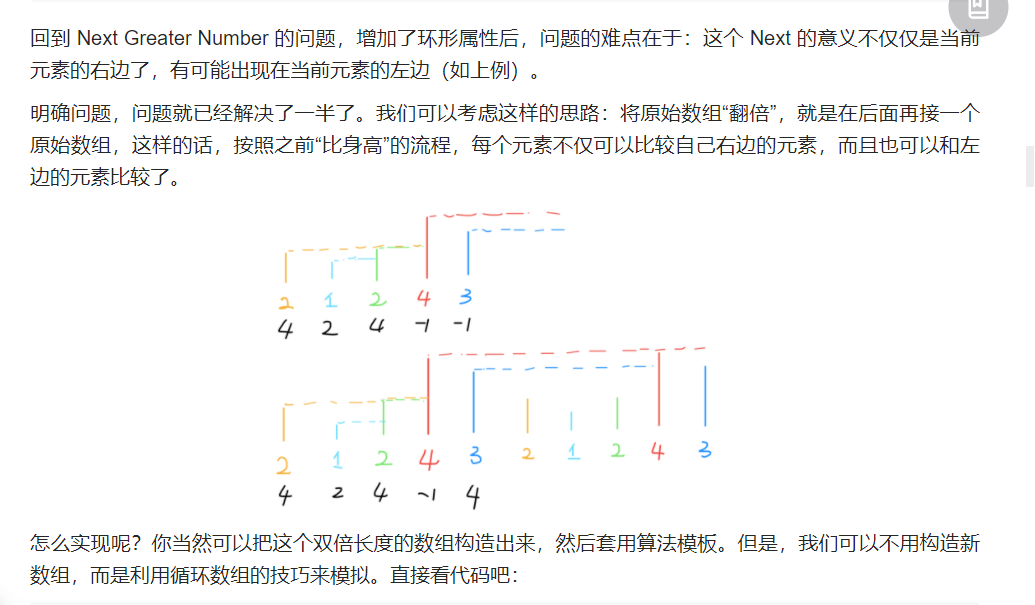 回到 Next Greater Number 的问题，增加了环形属性后，问题的难点在于：这个 Next 的意义不仅仅是当前
元素的右边了，有可能出现在当前元素的左边（如上例）。
明确问题，问题就已经解决了一半了。我们可以考虑这样的思路：将原始数组“翻倍”，就是在后面再接一个
原始数组，这样的话，按照之前“比身高”的流程，每个元素不仅可以比较自己右边的元素，而且也可以和左
边的元素比较了。
2 1 2 4 3
4 2 4 -1 -1
2 1 2 4 3 2 1 2 4 3
4 2 4 -1 4
怎么实现呢？你当然可以把这个双倍长度的数组构造出来，然后套用算法模板。但是，我们可以不用构造新
数组，而是利用循环数组的技巧来模拟。直接看代码吧：